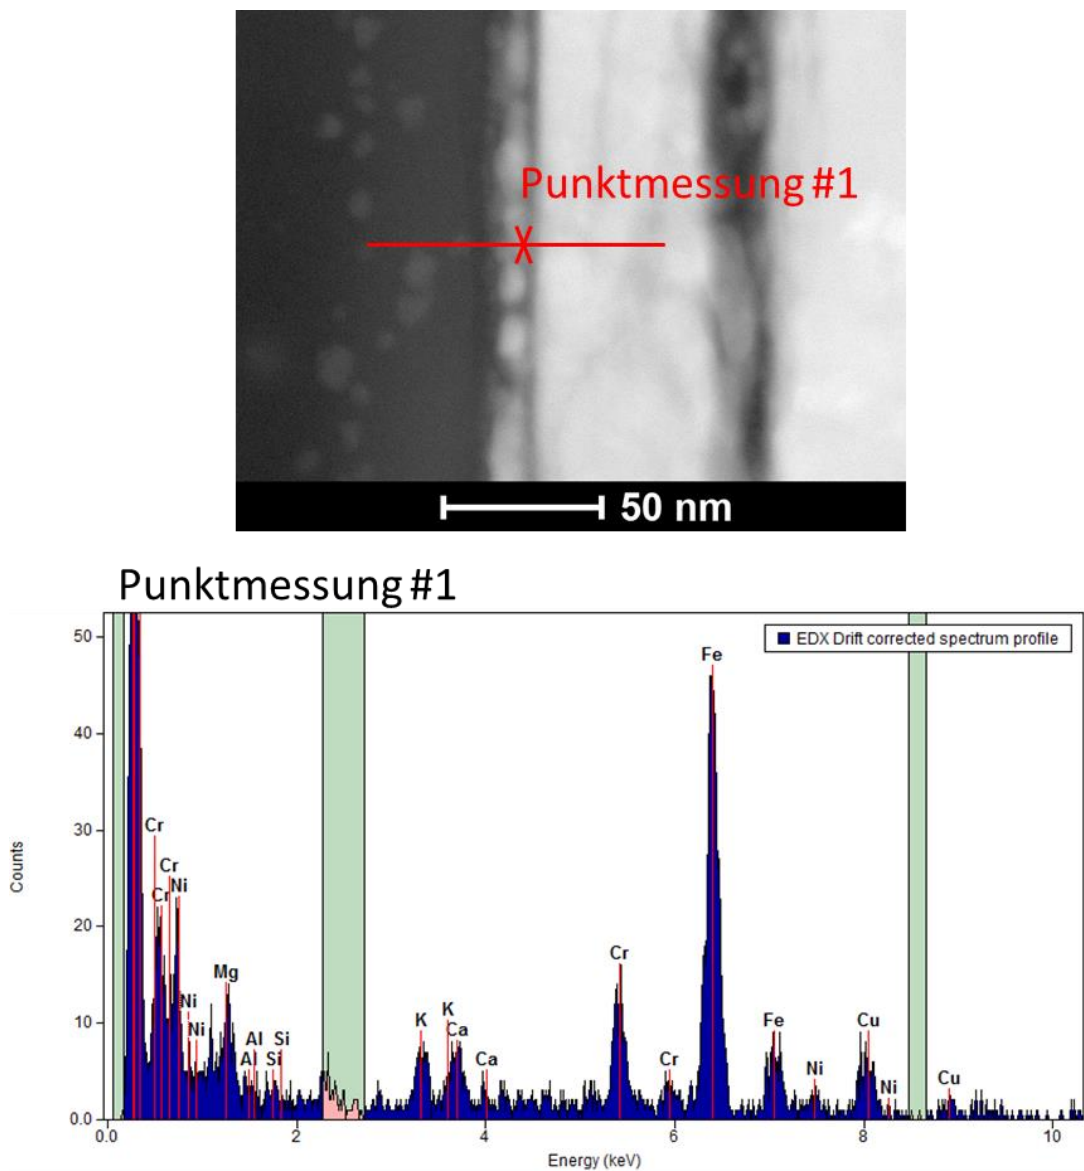 Punktmessung #1
50 nm
Punktmessung #1
EDX Drift corrected spectrum profile
50
40
30
20
10
0.0
Counts
Cr
Cr
Cr
Ni
Ni
Ni
Mg
Al
Al
Si
Si
K
K
Ca
Ca
Cr
Cr
Fe
Fe
Ni
Cu
Ni
Cu
0.0 2 4 6 8 10
Energy (keV)